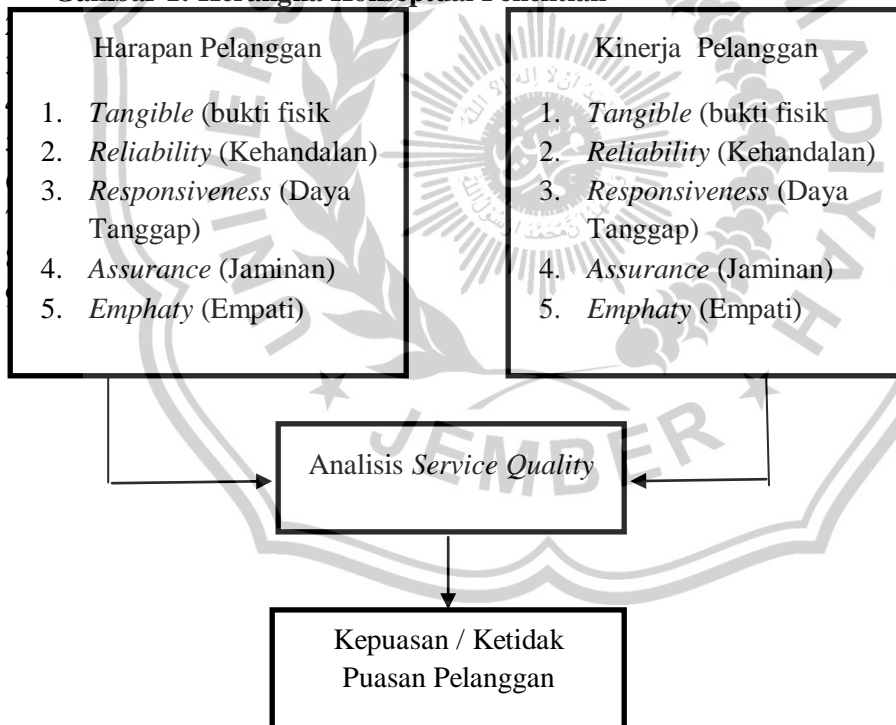 Harapan Pelanggan
1. Tangible (bukti fisik
2. Reliability (Kehandalan)
3. Responsiveness (Daya
Tanggap)
4. Assurance (Jaminan)
5. Emphaty (Empati)
Kinerja Pelanggan
1. Tangible (bukti fisik
2. Reliability (Kehandalan)
3. Responsiveness (Daya
Tanggap)
4. Assurance (Jaminan)
5. Emphaty (Empati)
JEMBER
Analisis Service Quality
Kepuasan / Ketidak
Puasan Pelanggan